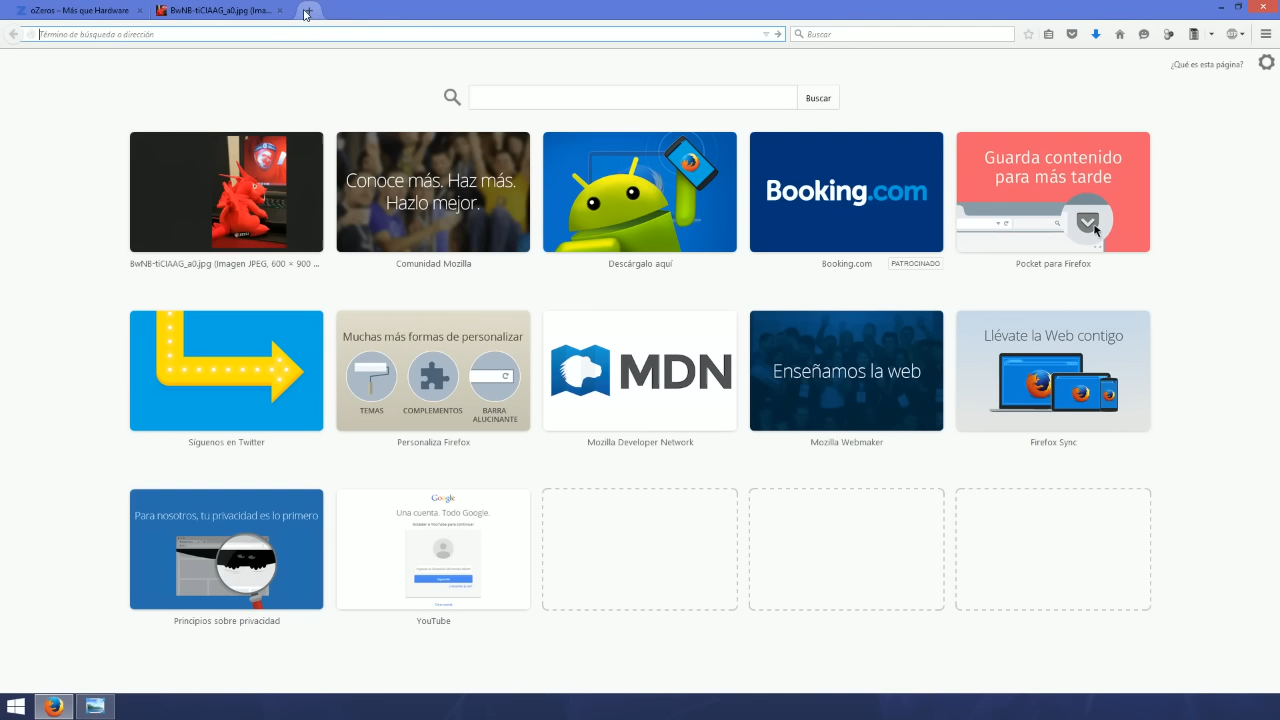 oZeros – Más que Hardware
BwNB-tiCIAAG_a0.jpg (Ima...
Término de búsqueda o dirección
Buscar
¿Qué es esta página?
Buscar
Conoce más. Haz más.
Hazlo mejor.
Booking.com
Guarda contenido
para más tarde
BwNB-tiCIAAG_a0.jpg (Imagen JPEG, 600 × 900 ...
Comunidad Mozilla
Descárgalo aquí
Booking.com
PATROCINADO
Pocket para Firefox
Muchas más formas de personalizar
TEMAS
COMPLEMENTOS
BARRA
ALUCINANTE
MDN
Enseñamos la web
Llévate la Web contigo
Síguenos en Twitter
Personaliza Firefox
Mozilla Developer Network
Mozilla Webmaker
Firefox Sync
Para nosotros, tu privacidad es lo primero
Google
Una cuenta. Todo Google.
Principios sobre privacidad
YouTube